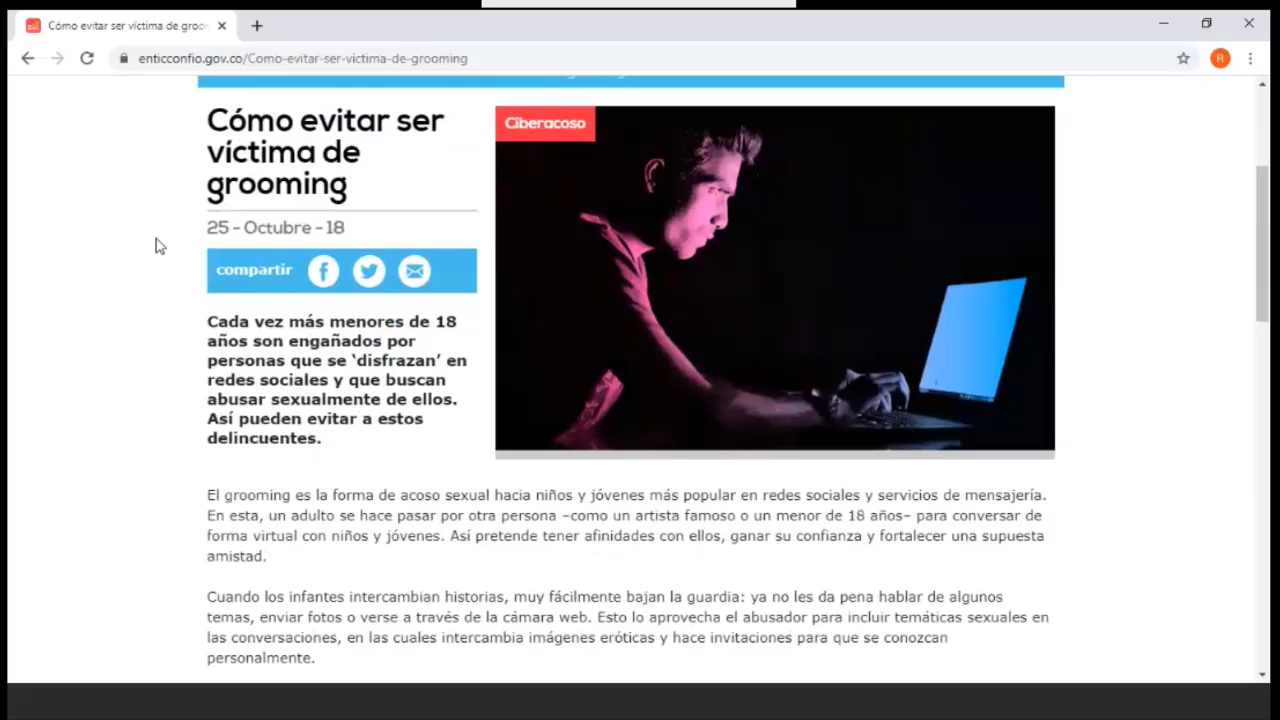 Cómo evitar ser víctima de groo
enticconfio.gov.co/Como-evitar-ser-victima-de-grooming
R
Cómo evitar ser
víctima de
grooming
25 - Octubre - 18
compartir
Cada vez más menores de 18
años son engañados por
personas que se ‘disfrazan’ en
redes sociales y que buscan
abusar sexualmente de ellos.
Así pueden evitar a estos
delincuentes.
Ciberacoso
El grooming es la forma de acoso sexual hacia niños y jóvenes más popular en redes sociales y servicios de mensajería.
En esta, un adulto se hace pasar por otra persona –como un artista famoso o un menor de 18 años– para conversar de
forma virtual con niños y jóvenes. Así pretende tener afinidades con ellos, ganar su confianza y fortalecer una supuesta
amistad.
Cuando los infantes intercambian historias, muy fácilmente bajan la guardia: ya no les da pena hablar de algunos
temas, enviar fotos o verse a través de la cámara web. Esto lo aprovecha el abusador para incluir temáticas sexuales en
las conversaciones, en las cuales intercambia imágenes eróticas y hace invitaciones para que se conozcan
personalmente.